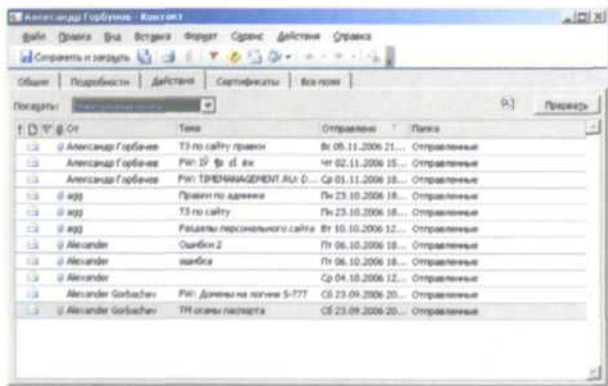 Александр Горбунов - Контакт
Файл Правка Вид Вставка Формат Сервис Действия Справка
Сохранить и закрыть
Общие Подробности Действия Сертификаты Все поля
Показать: Прервать
От Тема Отправлено Папка
Александр Горбачев ТЗ по сайту правки Вс 05.11.2006 21... Отправленные
Александр Горбачев FW: Чт 02.11.2006 15... Отправленные
Александр Горбачев FW: TIMEMANAGEMENT.RU: D... Ср 01.11.2006 18... Отправленные
agg Правки по админке Пн 23.10.2006 18... Отправленные
agg ТЗ по сайту Пн 23.10.2006 18... Отправленные
agg Разделы персонального сайта Вт 10.10.2006 12... Отправленные
Alexander Ошибки 2 Пт 06.10.2006 18... Отправленные
Alexander ошибка Пт 06.10.2006 18... Отправленные
Alexander Ср 04.10.2006 12... Отправленные
Alexander Gorbachev FW: Домены на логине S-777 Сб 23.09.2006 20... Отправленные
Alexander Gorbachev ТМ сканы паспорта Сб 23.09.2006 20... Отправленные